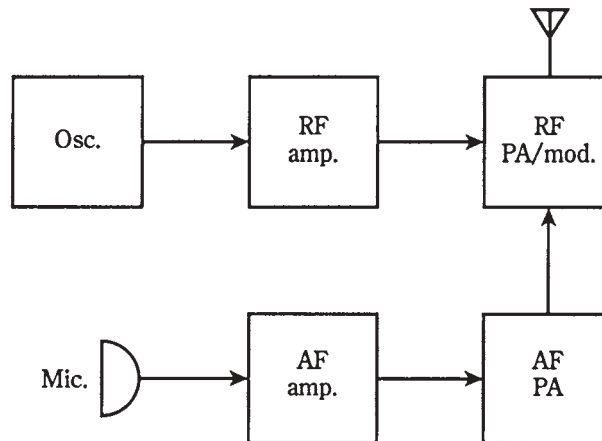 Osc.
RF
amp.
RF
PA/mod.
Mic.
AF
amp.
AF
PA